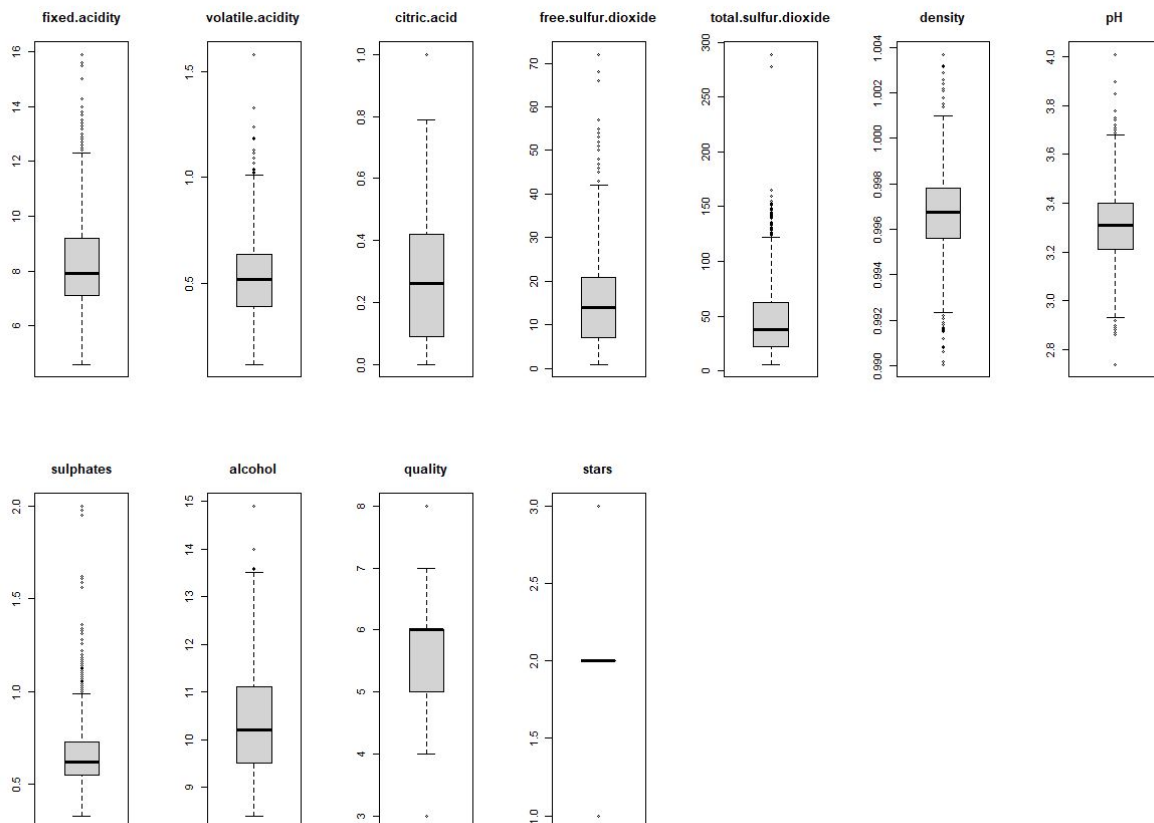 fixed.acidity volatile.acidity citric.acid free.sulfur.dioxide total.sulfur.dioxide density pH
16 14 12 10 8 6
1.5 1.0 0.5
1.0 0.8 0.6 0.4 0.2 0.0
70 60 50 40 30 20 10 0
300 250 200 150 100 50 0
1.004 1.002 1.000 0.998 0.996 0.994 0.992 0.990
4.0 3.8 3.6 3.4 3.2 3.0 2.8
sulphates alcohol quality stars
2.0 1.5 1.0 0.5
15 14 13 12 11 10 9
8 7 6 5 4 3
3.0 2.5 2.0 1.5 1.0